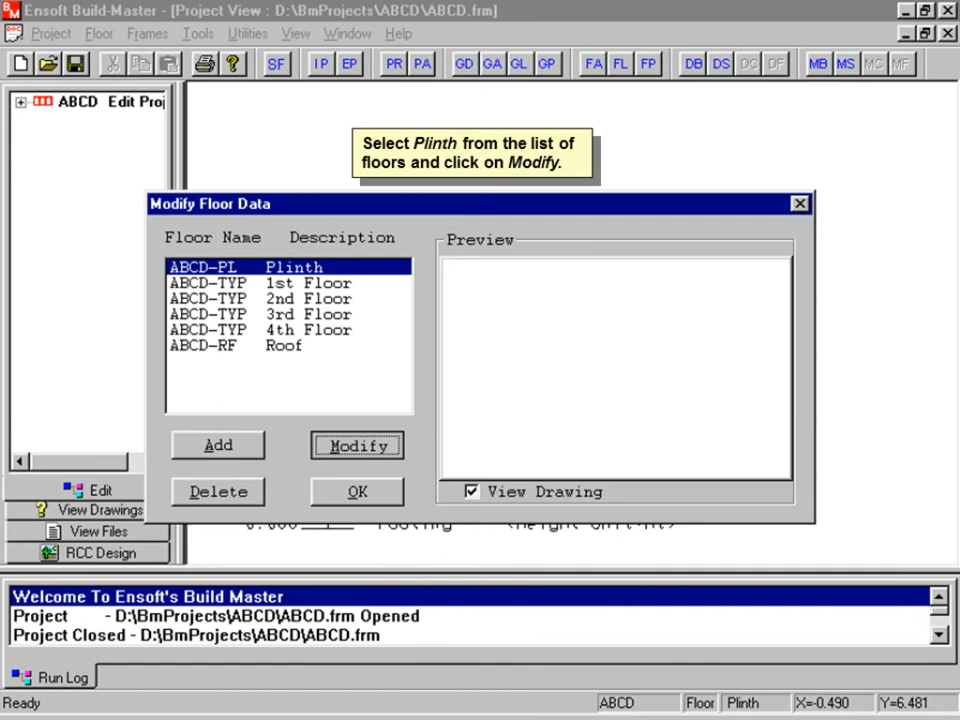 Ensoft Build-Master - [Project View : D:\BmProjects\ABCD\ABCD.frm]
Project Floor Frames Tools Utilities View Window Help
SF IP EP PR PA GD GA GL GP FA FL FP DB DS DC DF MB MS MC MF
ABCD Edit Proj
Select Plinth from the list of
floors and click on Modify.
Modify Floor Data
Floor Name Description
Preview
ABCD-PL Plinth
ABCD-TYP 1st Floor
ABCD-TYP 2nd Floor
ABCD-TYP 3rd Floor
ABCD-TYP 4th Floor
ABCD-RF Roof
Add Modify
Delete OK
View Drawing
Edit
View Drawings
View Files
RCC Design
Welcome To Ensoft's Build Master
Project - D:\BmProjects\ABCD\ABCD.frm Opened
Project Closed - D:\BmProjects\ABCD\ABCD.frm
Run Log
Ready ABCD Floor Plinth X=-0.490 Y=6.481